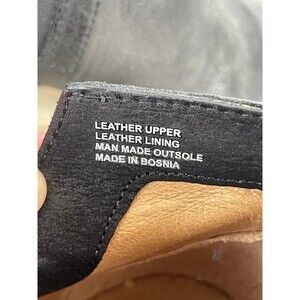 LEATHER UPPER
LEATHER LINING
MAN MADE OUTSOLE
MADE IN BOSNIA